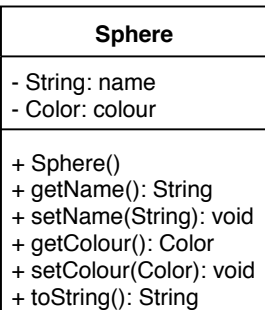 Sphere
- String: name
- Color: colour
+ Sphere()
+ getName(): String
+ setName(String): void
+ getColour(): Color
+ setColour(Color): void
+ toString(): String